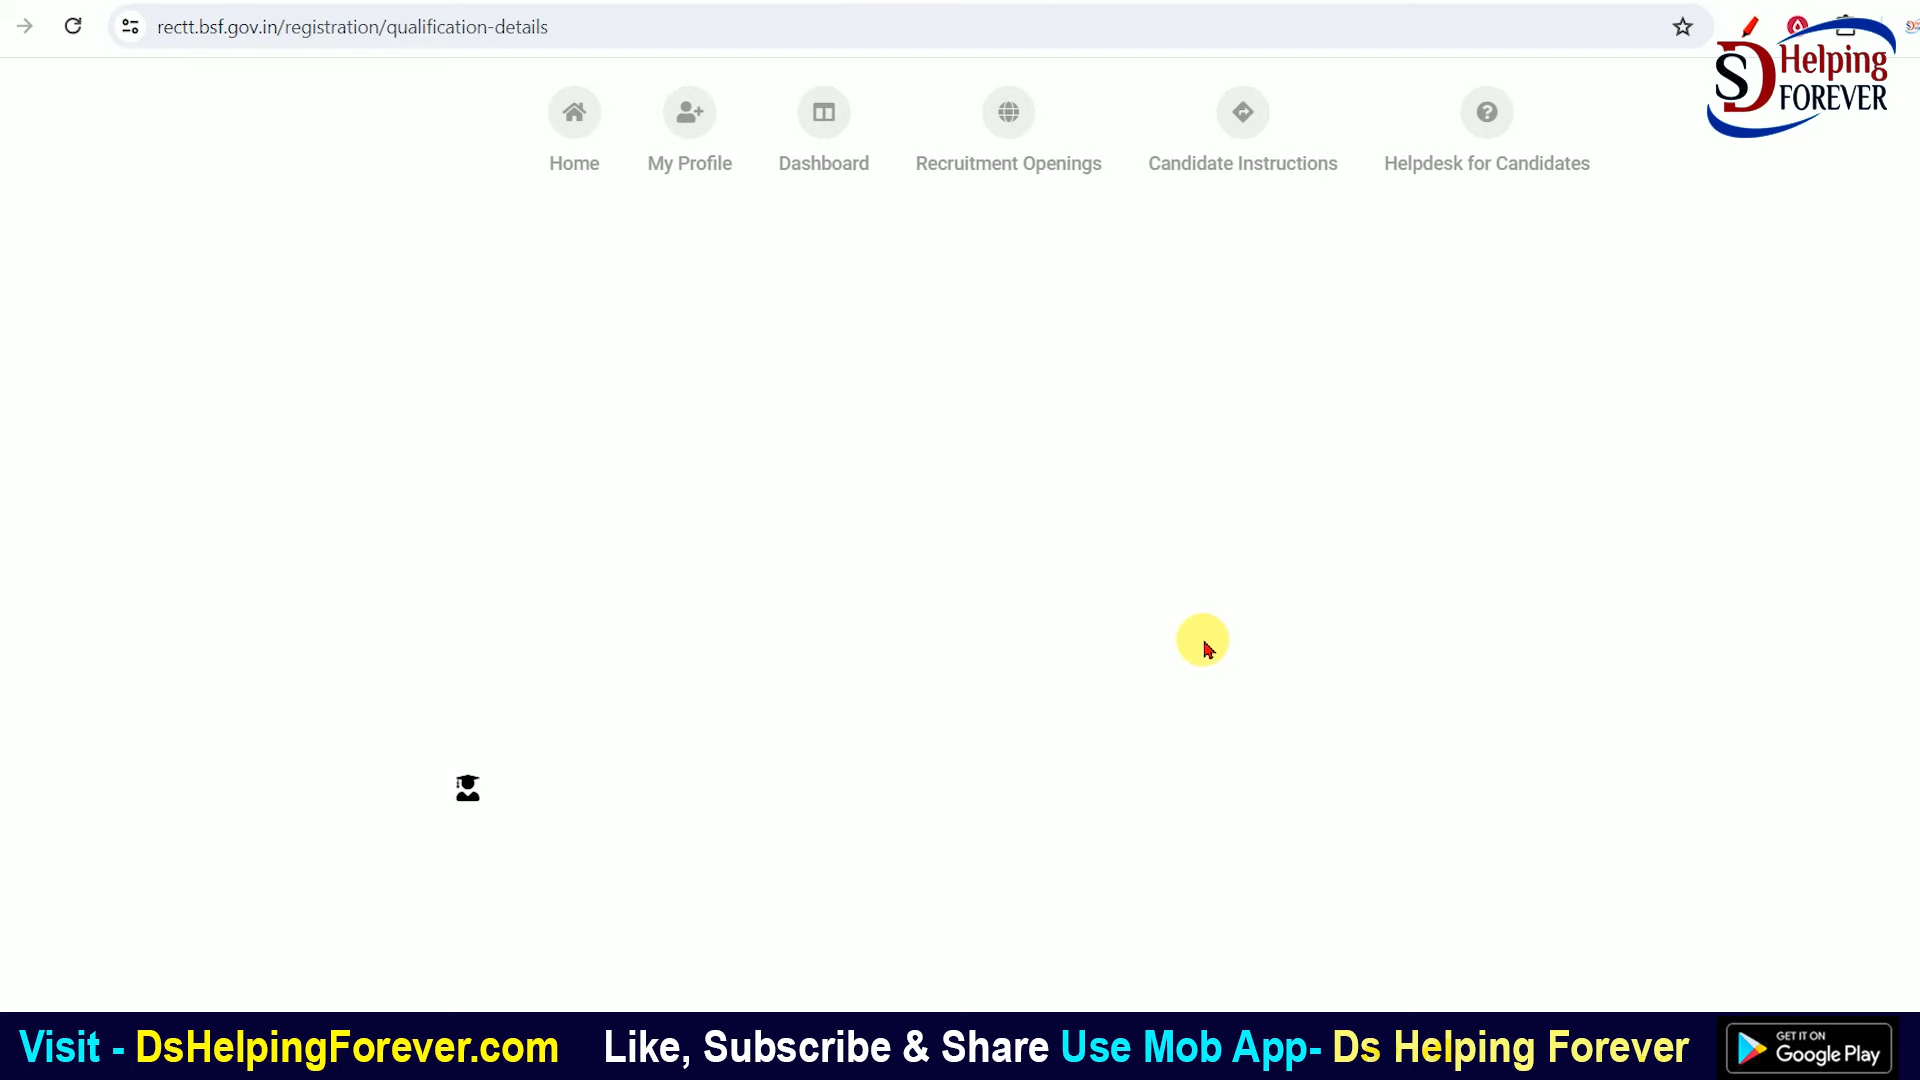 rectt.bsf.gov.in/registration/qualification-details
SD Helping
FOREVER
Home
My Profile
Dashboard
Recruitment Openings
Candidate Instructions
Helpdesk for Candidates
Visit - DsHelpingForever.com Like, Subscribe & Share Use Mob App- Ds Helping Forever
GET IT ON
Google Play